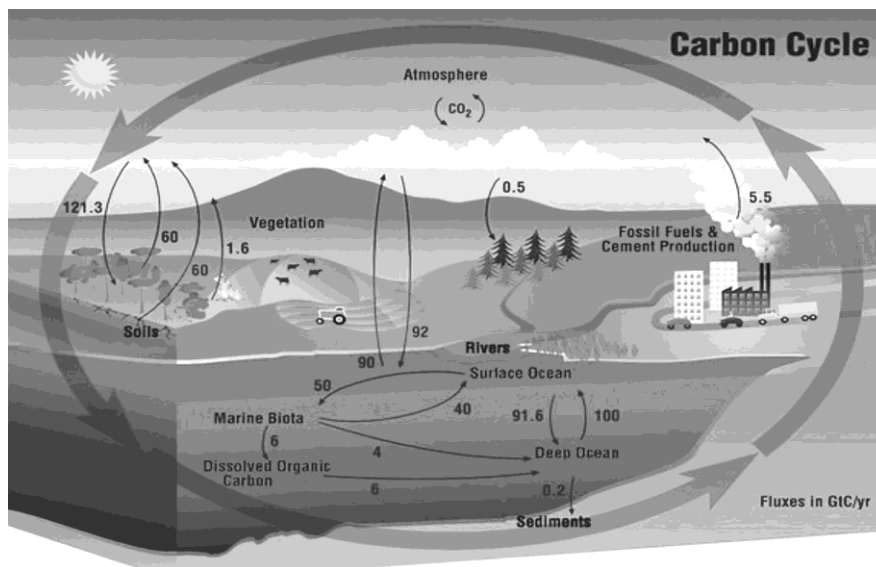 Carbon Cycle
Atmosphere
CO₂
121.3
60
60
1.6
Vegetation
0.5
5.5
Fossil Fuels &
Cement Production
Soils
92
90
Rivers
Surlace Ocean
50
40
Marine Biota
91.6
100
6
4
Deep Ocean
Dissolved Organic
Carbon
6
0.2
Sediments
Fluxes in GtC/yr